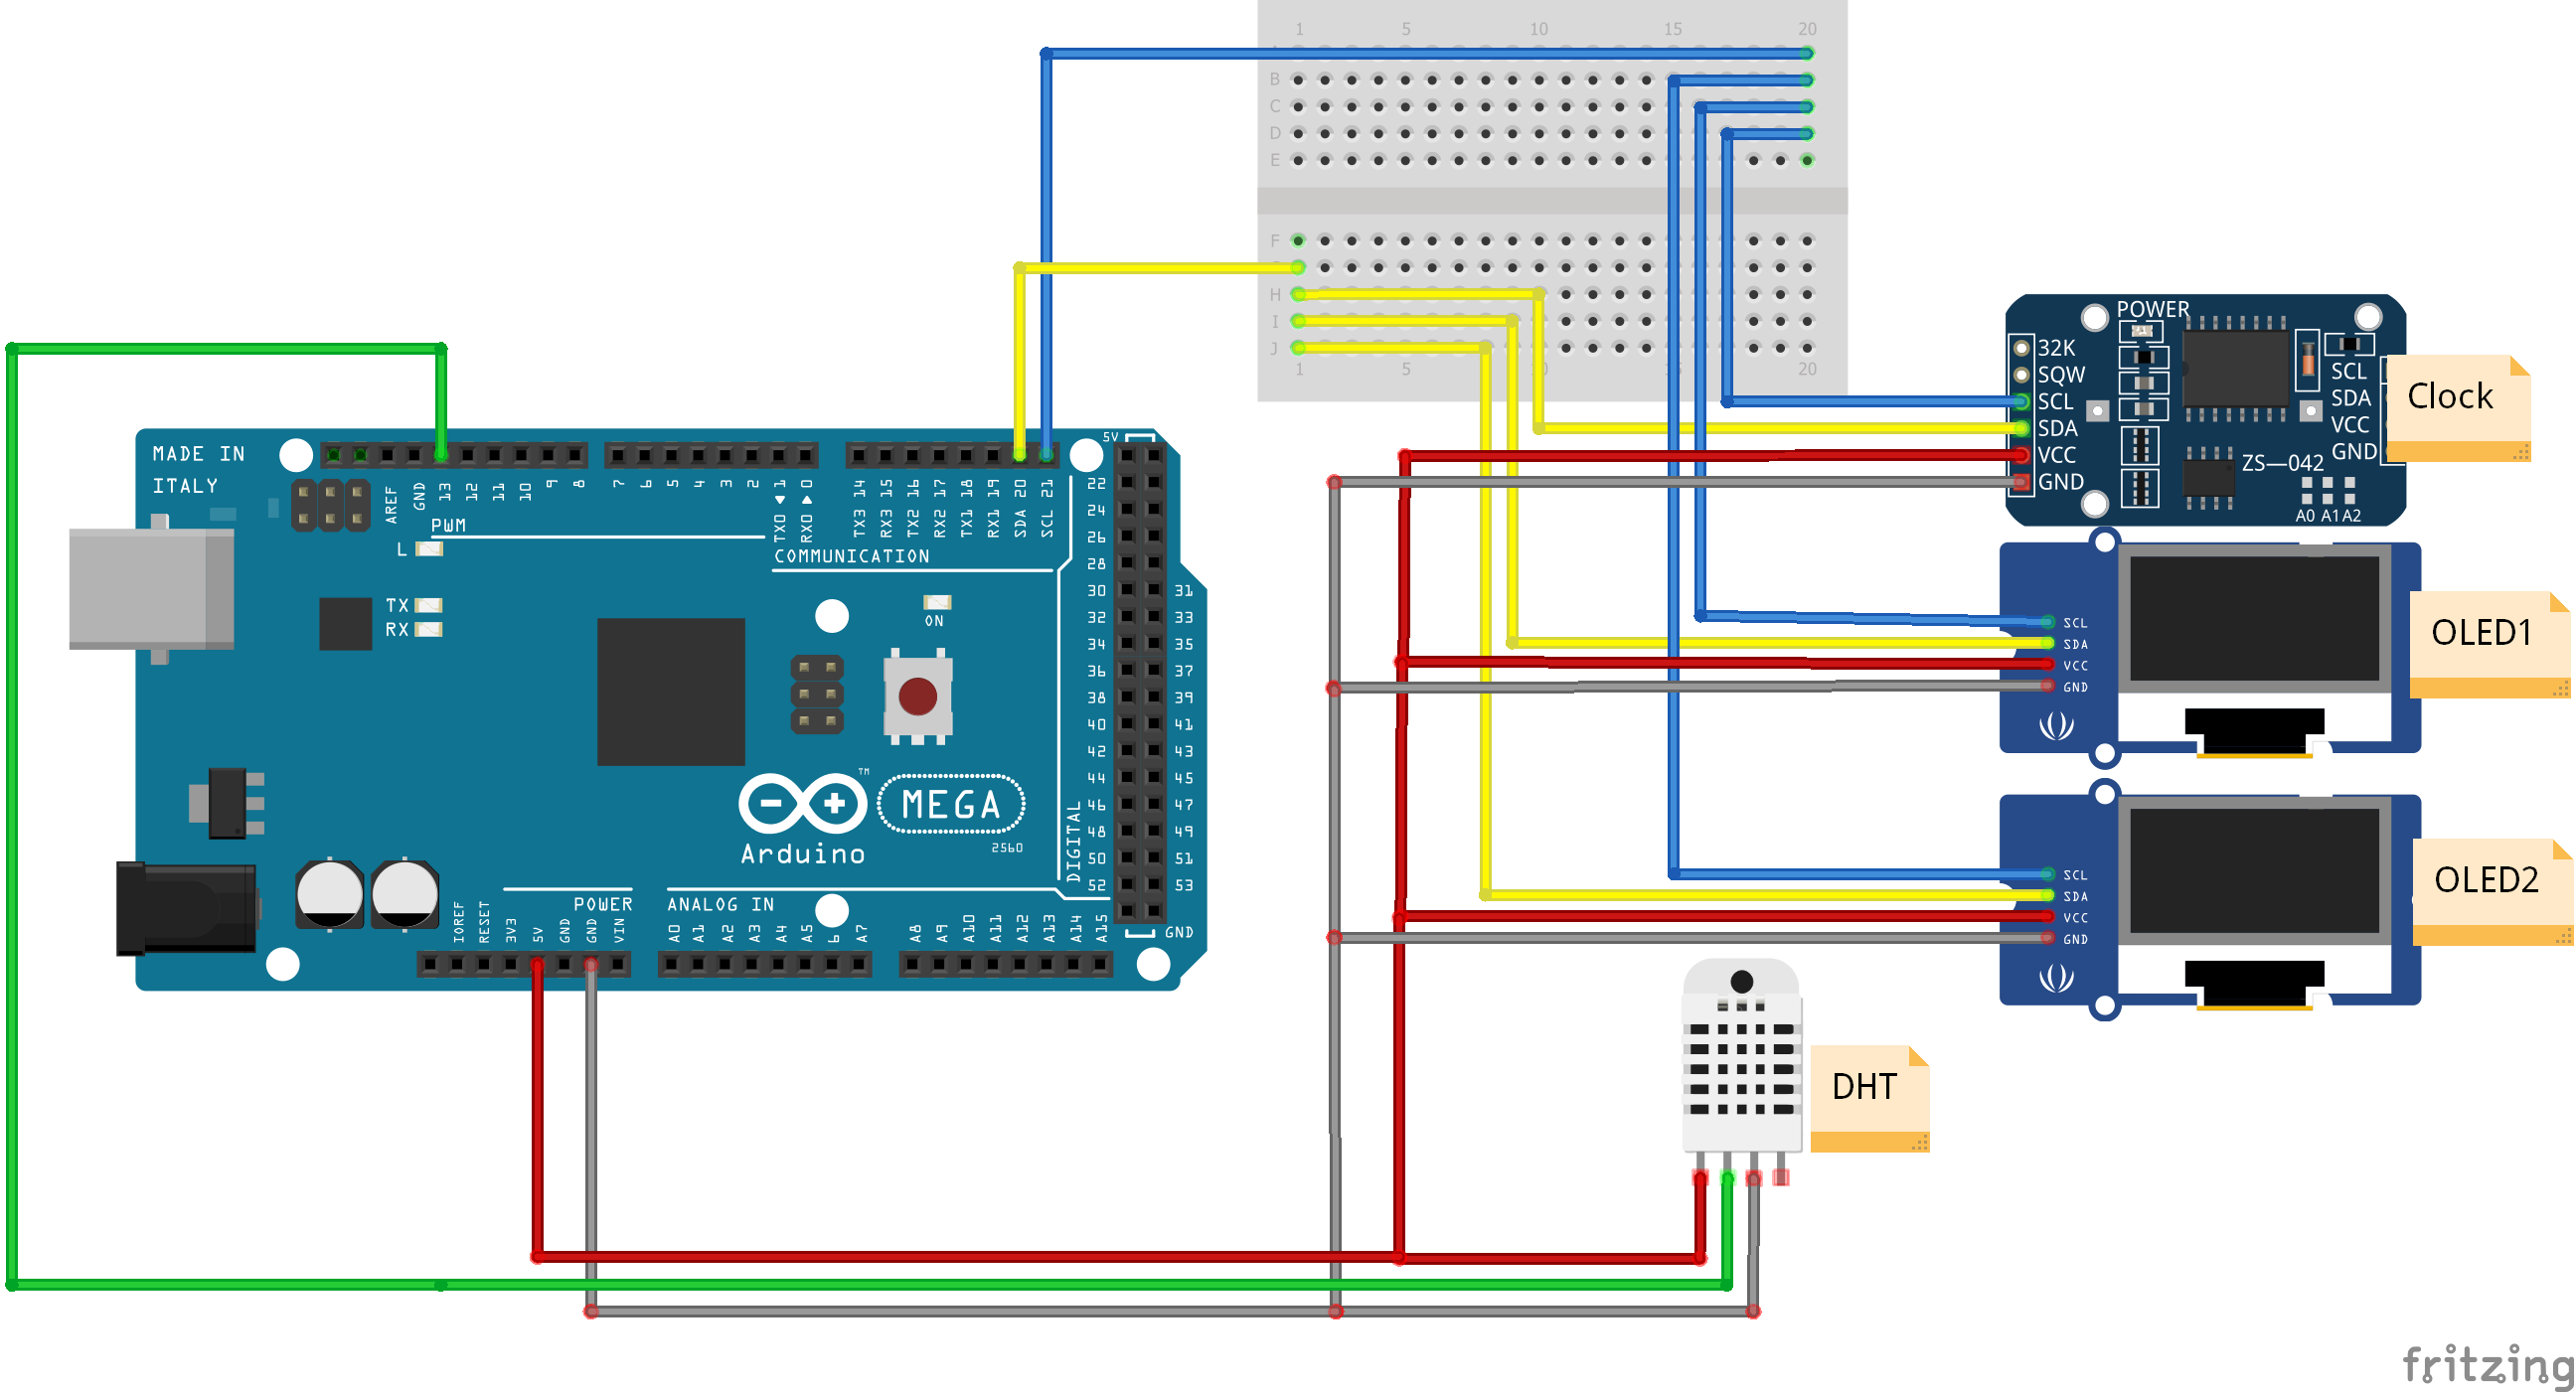 1 5 10 15 20
B
C
D
E
F
H
I
J
1 5 20
MADE IN
ITALY
AREF
GND
13
12
11
10
9
8
7
6
5
4
3
2
TX0 1
RX0 0
TX3 14
RX3 15
TX2 16
RX2 17
TX1 18
RX1 19
SDA 20
SCL 21
5V
PWM
COMMUNICATION
L
TX
RX
ON
22
24
26
28
30 31
32 33
34 35
36 37
38 39
40 41
42 43
44 45
46 47
48 49
50 51
52 53
GND
DIGITAL
TM
MEGA
Arduino
2560
POWER
ANALOG IN
IOREF
RESET
3V3
5V
GND
GND
VIN
A0
A1
A2
A3
A4
A5
6
A7
A8
A9
A10
A11
A12
A13
A14
A15
POWER
32K
SQW
SCL
SDA
VCC
GND
SCL
SDA
VCC
GND
ZS-042
A0 A1 A2
Clock
SCL
SDA
VCC
GND
OLED1
SCL
SDA
VCC
GND
OLED2
DHT
fritzing